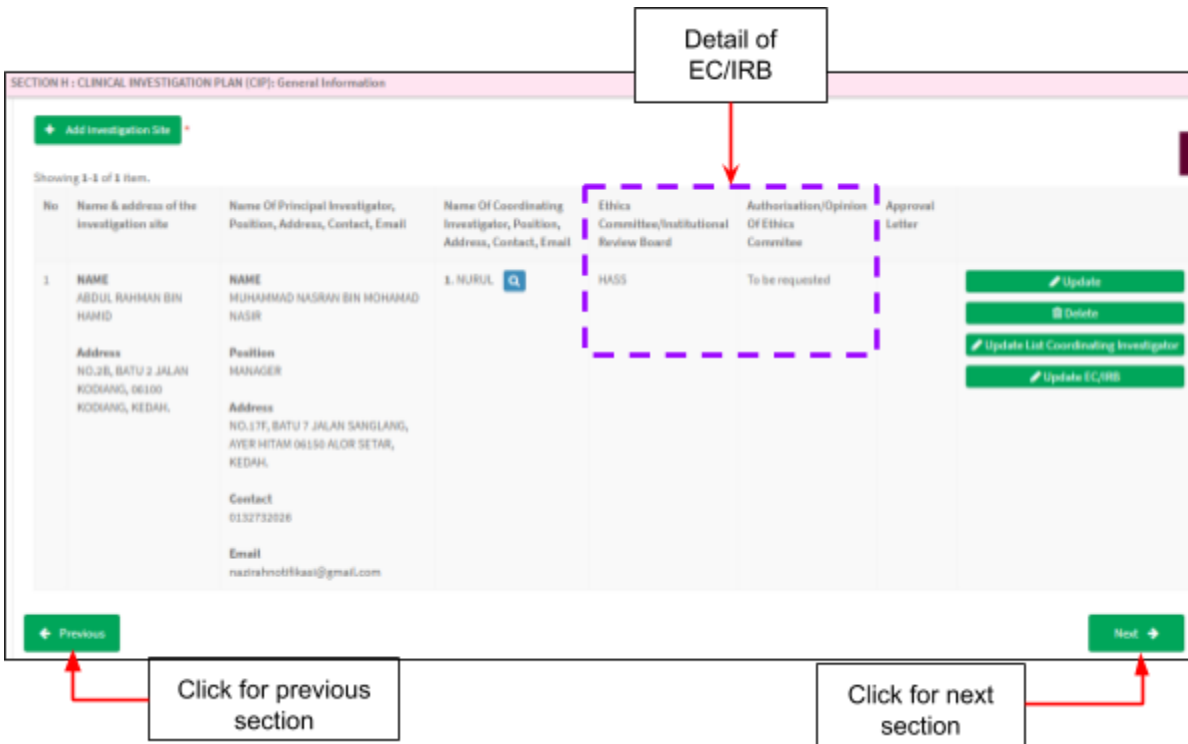 Detail of
EC/IRB
SECTION H : CLINICAL INVESTIGATION PLAN (CIP): General Information
Add Investigation Site *
Showing 1-1 of 1 item.
No
Name & address of the
investigation site
Name Of Principal Investigator,
Position, Address, Contact, Email
Name Of Coordinating
Investigator, Position,
Address, Contact, Email
Ethics
Committee/Institutional
Review Board
Authorisation/Opinion
Of Ethics
Commitee
Approval
Letter
1
NAME
ABDUL RAHMAN BIN
HAMID
Address
NO.2B, BATU 2 JALAN
KODIANG, 06100
KODIANG, KEDAH.
NAME
MUHAMMAD NASRAN BIN MOHAMAD
NASIR
Position
MANAGER
Address
NO.17F, BATU 7 JALAN SANGLANG,
AYER HITAM 06150 ALOR SETAR,
KEDAH.
Contact
0132732026
Email
nazirahnotifikasi@gmail.com
1. NURUL
HASS
To be requested
Update
Delete
Update List Coordinating Investigator
Update EC/IRB
Previous
Next
Click for previous
section
Click for next
section